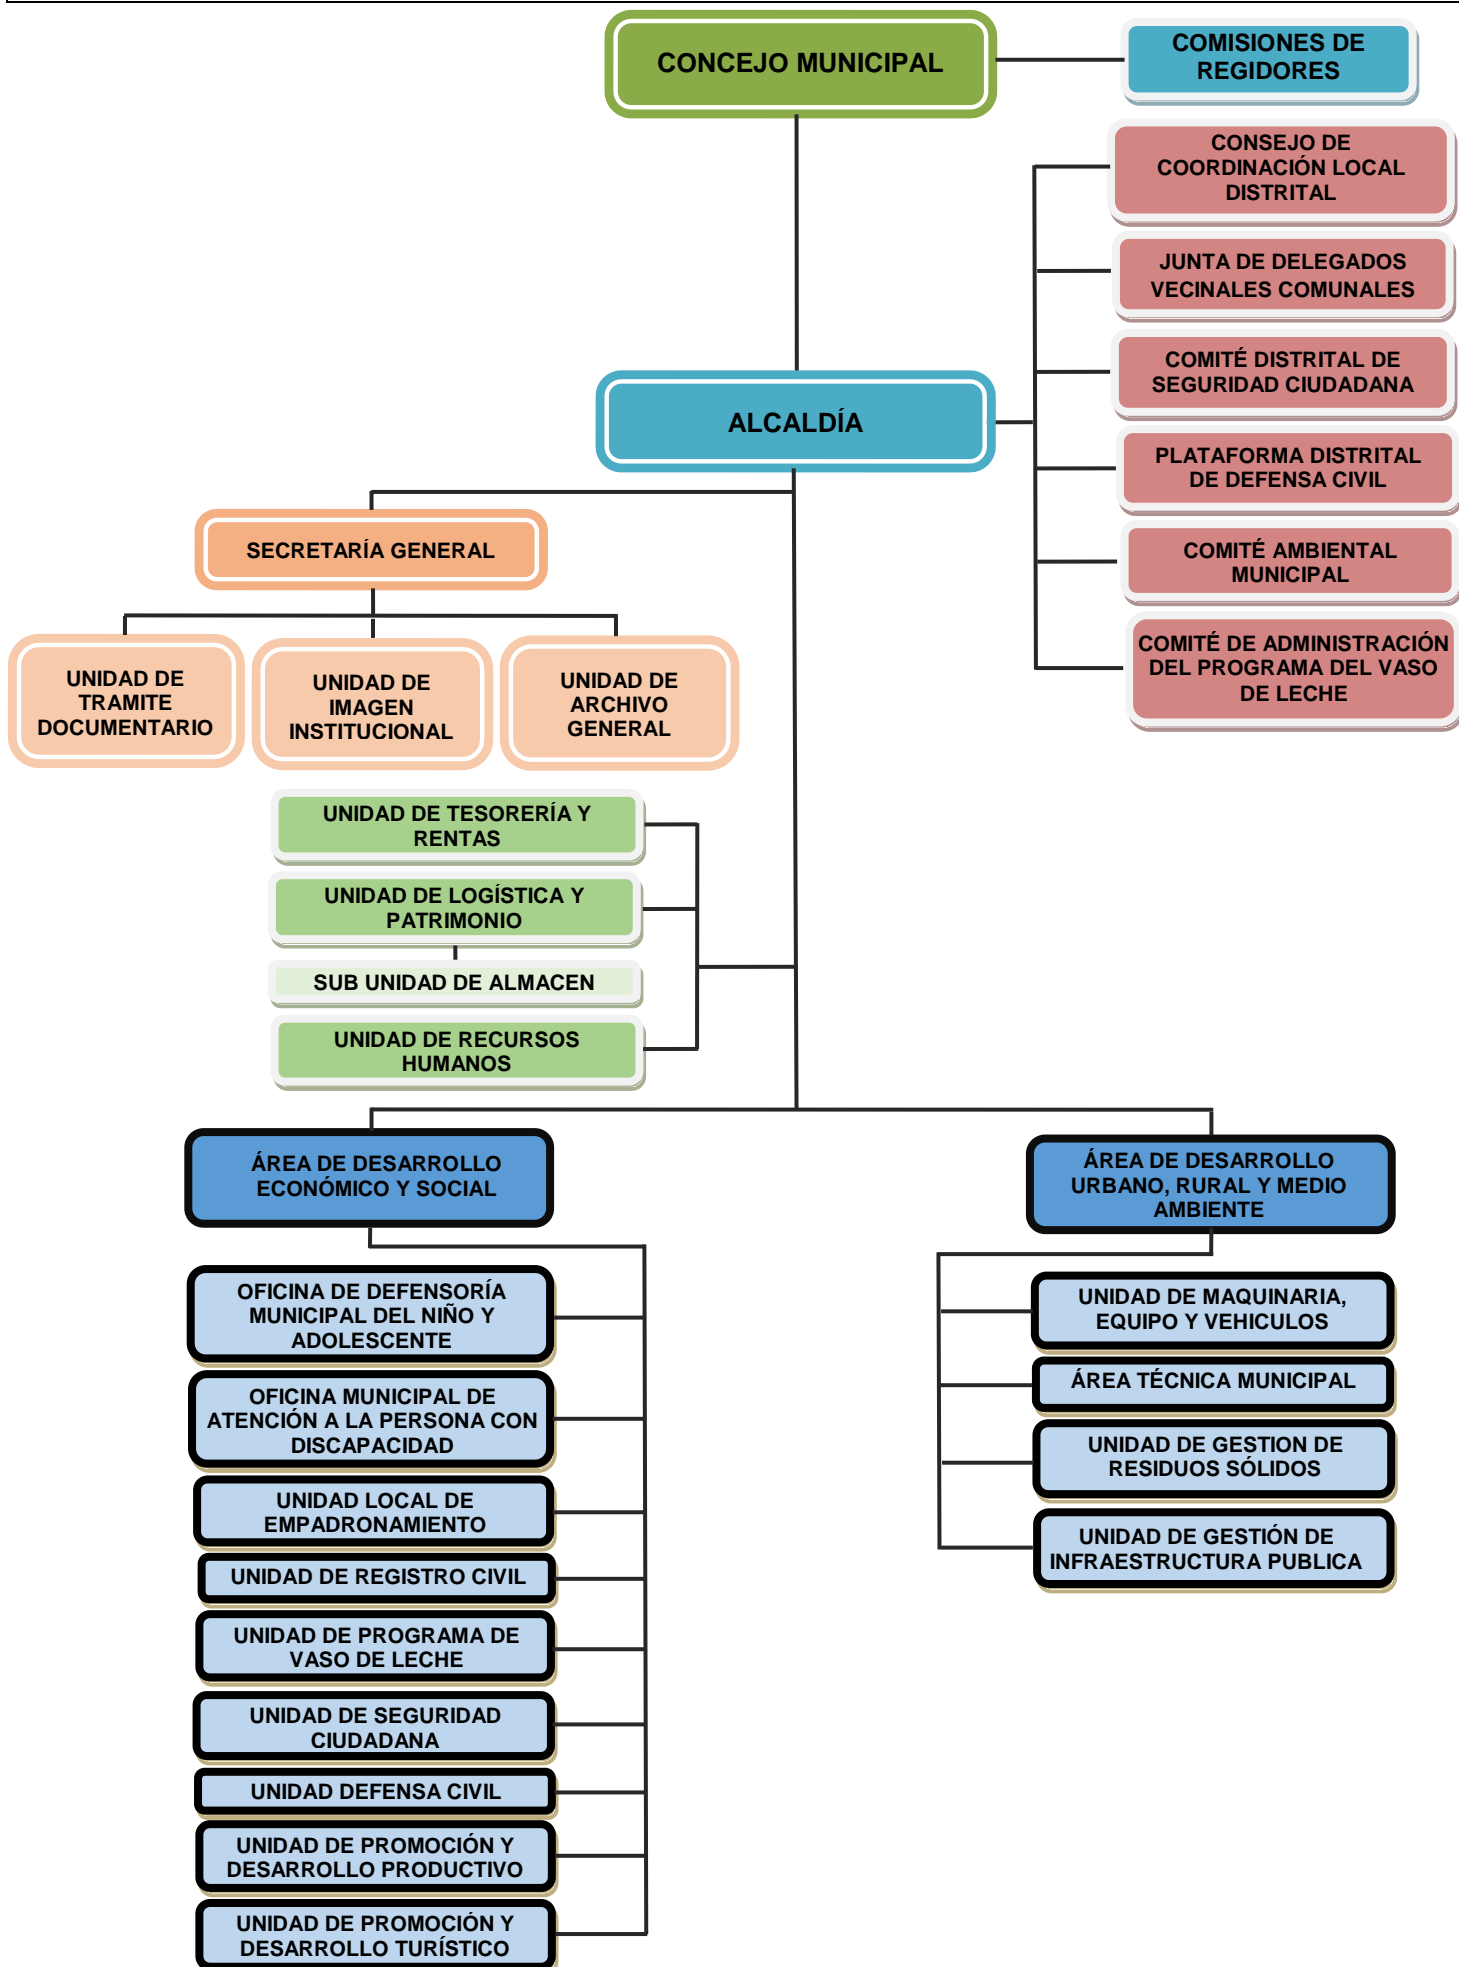 CONCEJO MUNICIPAL
COMISIONES DE
REGIDORES
CONSEJO DE
COORDINACIÓN LOCAL
DISTRITAL
JUNTA DE DELEGADOS
VECINALES COMUNALES
COMITÉ DISTRITAL DE
SEGURIDAD CIUDADANA
ALCALDÍA
PLATAFORMA DISTRITAL
DE DEFENSA CIVIL
COMITÉ AMBIENTAL
MUNICIPAL
COMITÉ DE ADMINISTRACIÓN
DEL PROGRAMA DEL VASO
DE LECHE
SECRETARÍA GENERAL
UNIDAD DE
TRAMITE
DOCUMENTARIO
UNIDAD DE
IMAGEN
INSTITUCIONAL
UNIDAD DE
ARCHIVO
GENERAL
UNIDAD DE TESORERÍA Y
RENTAS
UNIDAD DE LOGÍSTICA Y
PATRIMONIO
SUB UNIDAD DE ALMACEN
UNIDAD DE RECURSOS
HUMANOS
ÁREA DE DESARROLLO
ECONÓMICO Y SOCIAL
OFICINA DE DEFENSORÍA
MUNICIPAL DEL NIÑO Y
ADOLESCENTE
OFICINA MUNICIPAL DE
ATENCIÓN A LA PERSONA CON
DISCAPACIDAD
UNIDAD LOCAL DE
EMPADRONAMIENTO
UNIDAD DE REGISTRO CIVIL
UNIDAD DE PROGRAMA DE
VASO DE LECHE
UNIDAD DE SEGURIDAD
CIUDADANA
UNIDAD DEFENSA CIVIL
UNIDAD DE PROMOCIÓN Y
DESARROLLO PRODUCTIVO
UNIDAD DE PROMOCIÓN Y
DESARROLLO TURÍSTICO
ÁREA DE DESARROLLO
URBANO, RURAL Y MEDIO
AMBIENTE
UNIDAD DE MAQUINARIA,
EQUIPO Y VEHICULOS
ÁREA TÉCNICA MUNICIPAL
UNIDAD DE GESTION DE
RESIDUOS SÓLIDOS
UNIDAD DE GESTIÓN DE
INFRAESTRUCTURA PUBLICA